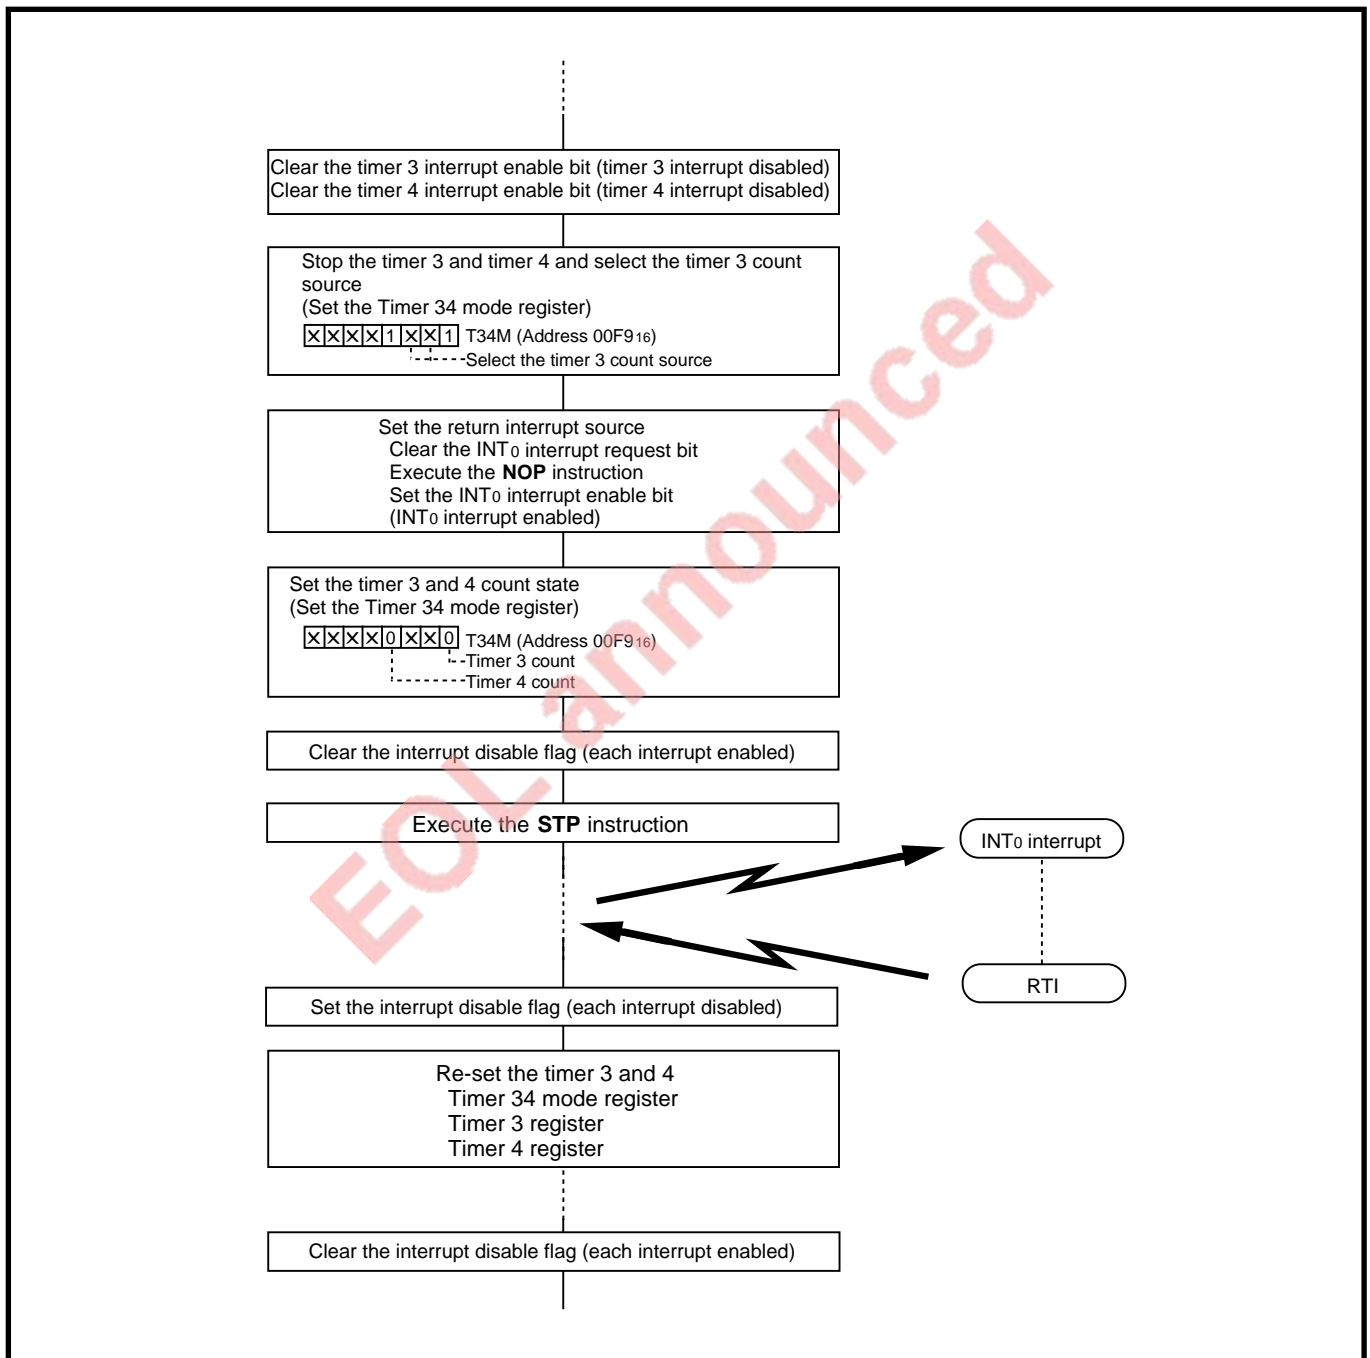 Clear the timer 3 interrupt enable bit (timer 3 interrupt disabled)
Clear the timer 4 interrupt enable bit (timer 4 interrupt disabled)
Stop the timer 3 and timer 4 and select the timer 3 count
source
(Set the Timer 34 mode register)
X X X X 1 X X 1 T34M (Address 00F916)
Select the timer 3 count source
Set the return interrupt source
Clear the INT0 interrupt request bit
Execute the NOP instruction
Set the INT0 interrupt enable bit
(INT0 interrupt enabled)
Set the timer 3 and 4 count state
(Set the Timer 34 mode register)
X X X X 0 X X 0 T34M (Address 00F916)
Timer 3 count
Timer 4 count
Clear the interrupt disable flag (each interrupt enabled)
Execute the STP instruction
INT0 interrupt
RTI
Set the interrupt disable flag (each interrupt disabled)
Re-set the timer 3 and 4
Timer 34 mode register
Timer 3 register
Timer 4 register
Clear the interrupt disable flag (each interrupt enabled)
EOL announced